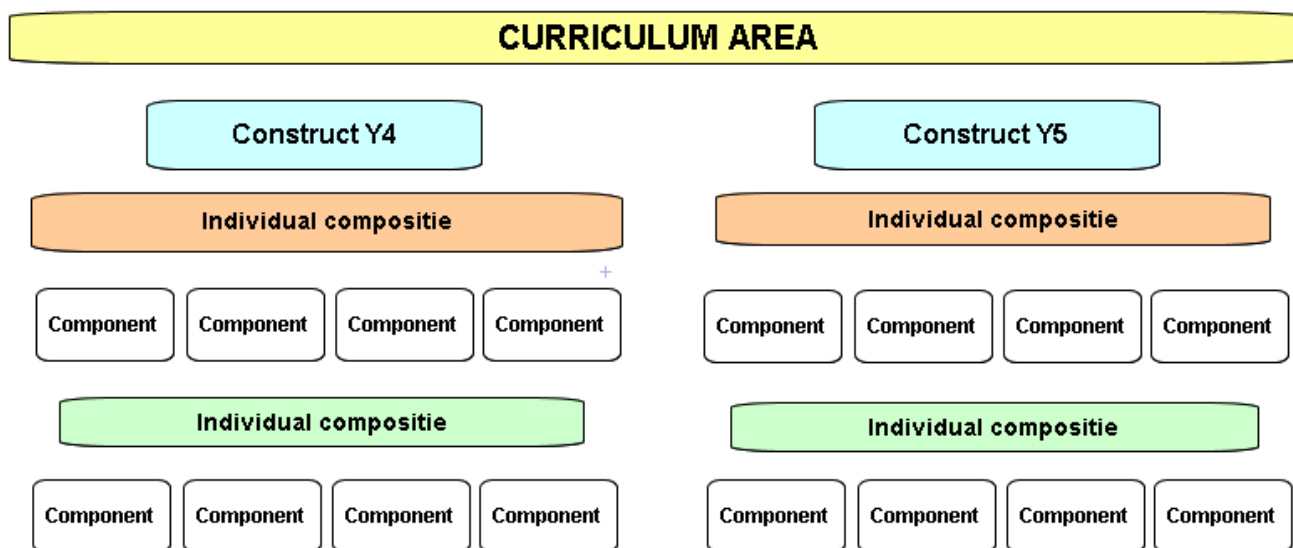 CURRICULUM AREA
Construct Y4 Construct Y5
Individual compositie Individual compositie
Component Component Component Component Component Component Component Component
Individual compositie Individual compositie
Component Component Component Component Component Component Component Component